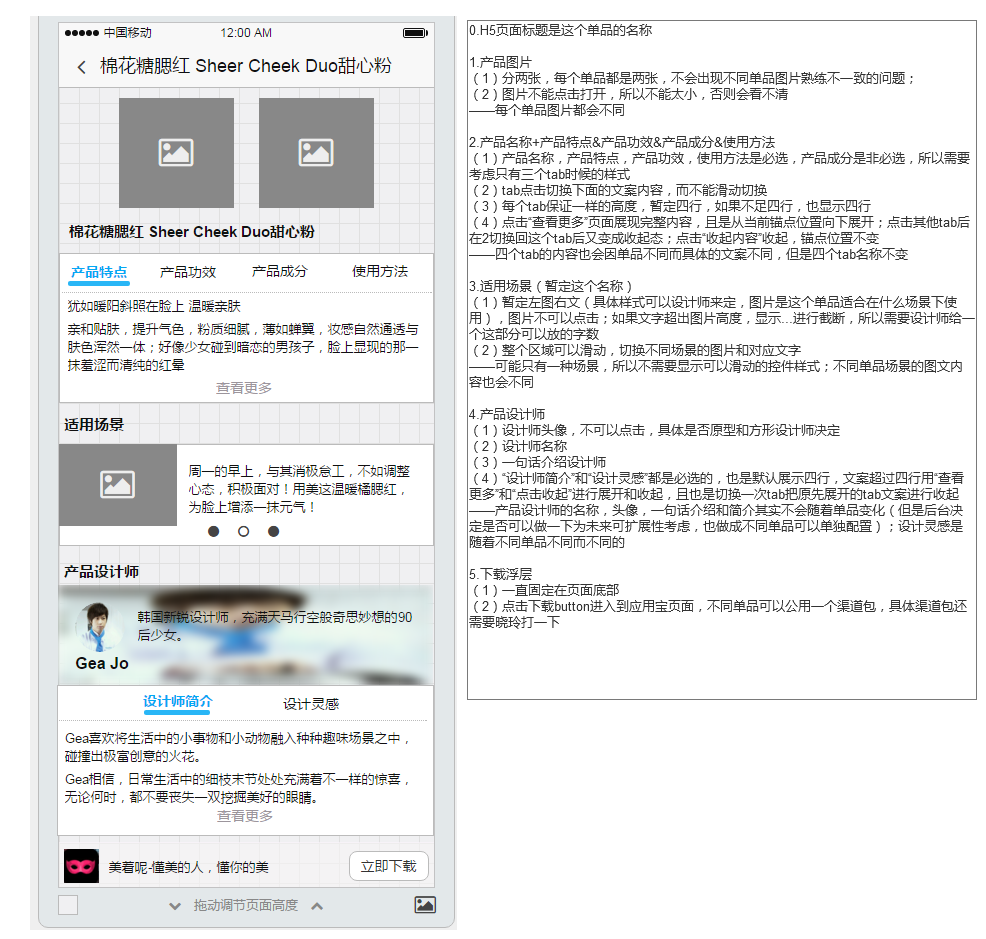 中国移动 12:00 AM
棉花糖腮红 Sheer Cheek Duo甜心粉
棉花糖腮红 Sheer Cheek Duo甜心粉
产品特点 产品功效 产品成分 使用方法
犹如暖阳斜照在脸上 温暖亲肤
亲和贴肤，提升气色，粉质细腻，薄如蝉翼，妆感自然通透与
肤色浑然一体；好像少女碰到暗恋的男孩子，脸上显现的那一
抹羞涩而清纯的红晕
查看更多
适用场景
周一的早上，与其消极怠工，不如调整
心态，积极面对！用美这温暖橘腮红，
为脸上增添一抹元气！
产品设计师
韩国新锐设计师，充满天马行空般奇思妙想的90
后少女。
Gea Jo
设计师简介 设计灵感
Gea喜欢将生活中的小事物和小动物融入种种趣味场景之中，
碰撞出极富创意的火花。
Gea相信，日常生活中的细枝末节处处充满着不一样的惊喜，
无论何时，都不要丧失一双挖掘美好的眼睛。
查看更多
美着呢-懂美的人，懂你的美 立即下载
拖动调节页面高度
0.H5页面标题是这个单品的名称
1.产品图片
（1）分两张，每个单品都是两张，不会出现不同单品图片熟练不一致的问题；
（2）图片不能点击打开，所以不能太小，否则会看不清
——每个单品图片都会不同
2.产品名称+产品特点&产品功效&产品成分&使用方法
（1）产品名称，产品特点，产品功效，使用方法是必选，产品成分是非必选，所以需要
考虑只有三个tab时候的样式
（2）tab点击切换下面的文案内容，而不能滑动切换
（3）每个tab保证一样的高度，暂定四行，如果不足四行，也显示四行
（4）点击“查看更多”页面展现完整内容，且是从当前锚点位置向下展开；点击其他tab后
在2切换回这个tab后又变成收起态；点击“收起内容”收起，锚点位置不变
——四个tab的内容也会因单品不同而具体的文案不同，但是四个tab名称不变
3.适用场景（暂定这个名称）
（1）暂定左图右文（具体样式可以设计师来定，图片是这个单品适合在什么场景下使
用），图片不可以点击；如果文字超出图片高度，显示…进行截断，所以需要设计师给一
个这部分可以放的字数
（2）整个区域可以滑动，切换不同场景的图片和对应文字
——可能只有一种场景，所以不需要显示可以滑动的控件样式；不同单品场景的图文内
容也会不同
4.产品设计师
（1）设计师头像，不可以点击，具体是否原型和方形设计师决定
（2）设计师名称
（3）一句话介绍设计师
（4）“设计师简介”和“设计灵感”都是必选的，也是默认展示四行，文案超过四行用“查看
更多”和“点击收起”进行展开和收起，且也是切换一次tab把原先展开的tab文案进行收起
——产品设计师的名称，头像，一句话介绍和简介其实不会随着单品变化（但是后台决
定是否可以做一下为未来可扩展性考虑，也做成不同单品可以单独配置）；设计灵感是
随着不同单品不同而不同的
5.下载浮层
（1）一直固定在页面底部
（2）点击下载button进入到应用宝页面，不同单品可以公用一个渠道包，具体渠道包还
需要晓玲打一下